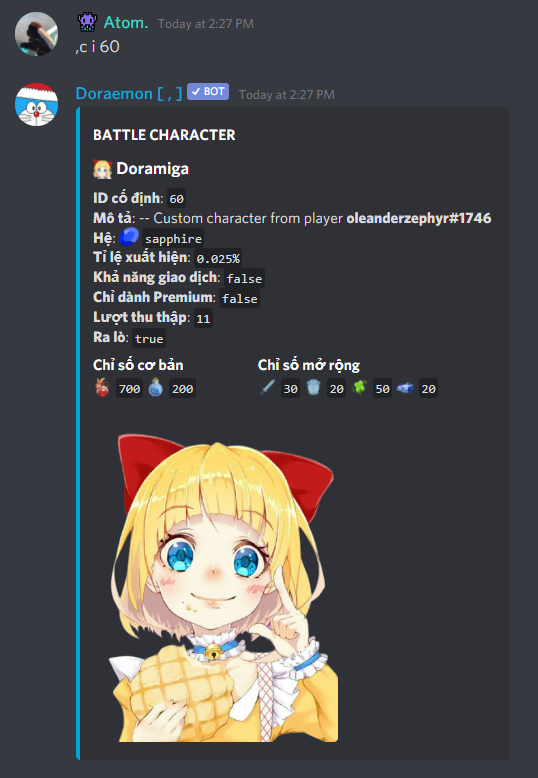 Atom. Today at 2:27 PM
,c i 60
Doraemon [ , ] ✓ BOT Today at 2:27 PM
BATTLE CHARACTER
Doramiga
ID cố định: 60
Mô tả: -- Custom character from player oleanderzephyr#1746
Hệ: sapphire
Tỉ lệ xuất hiện: 0.025%
Khả năng giao dịch: false
Chỉ dành Premium: false
Lượt thu thập: 11
Ra lò: true
Chỉ số cơ bản Chỉ số mở rộng
700 200 30 20 50 20